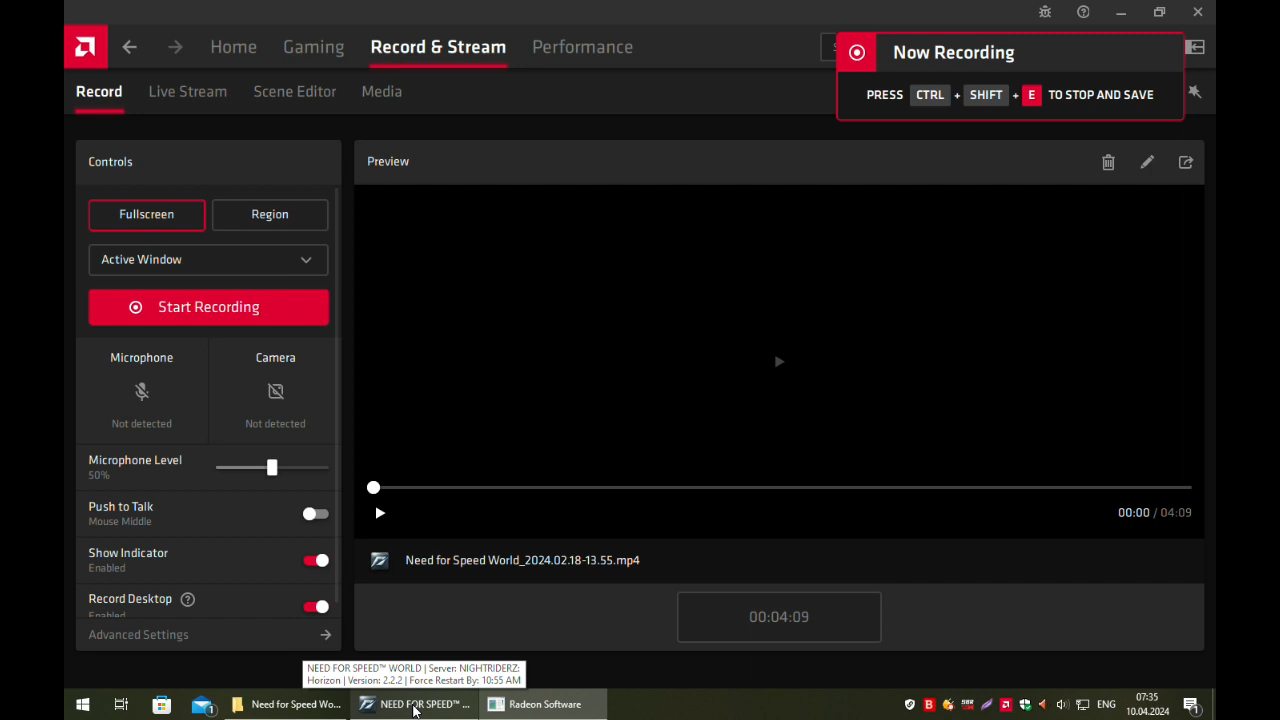 Home
Gaming
Record & Stream
Performance
Now Recording
PRESS CTRL + SHIFT + E TO STOP AND SAVE
Record
Live Stream
Scene Editor
Media
Controls
Fullscreen
Region
Active Window
Start Recording
Microphone
Not detected
Camera
Not detected
Microphone Level
50%
Push to Talk
Mouse Middle
Show Indicator
Enabled
Record Desktop
Enabled
Advanced Settings
Preview
00:00 / 04:09
Need for Speed World_2024.02.18-13.55.mp4
00:04:09
NEED FOR SPEED™ WORLD | Server: NIGHTRIDERZ:
Horizon | Version: 2.2.2 | Force Restart By: 10:55 AM
1
Need for Speed Wo...
NEED FOR SPEED™ ...
Radeon Software
ENG
07:35
10.04.2024
1